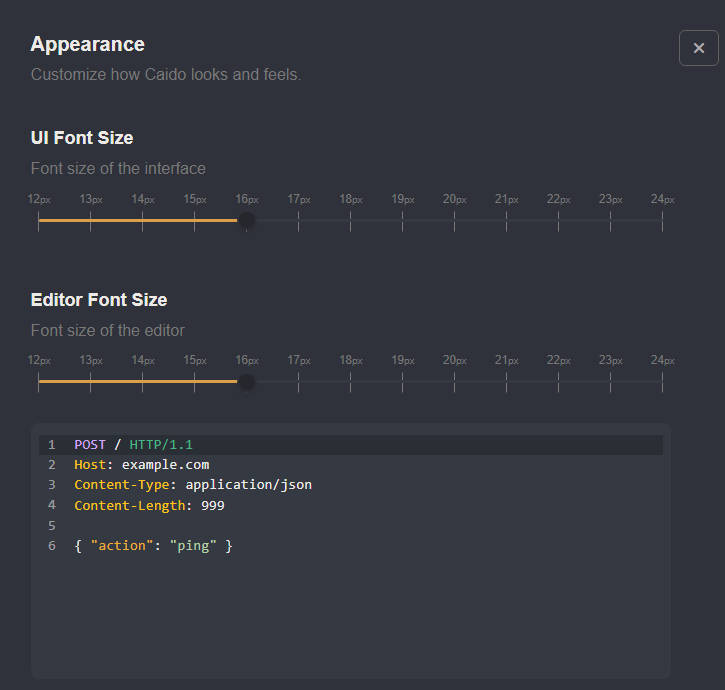 Appearance
Customize how Caido looks and feels.
UI Font Size
Font size of the interface
12px 13px 14px 15px 16px 17px 18px 19px 20px 21px 22px 23px 24px
Editor Font Size
Font size of the editor
12px 13px 14px 15px 16px 17px 18px 19px 20px 21px 22px 23px 24px
1 POST / HTTP/1.1
2 Host: example.com
3 Content-Type: application/json
4 Content-Length: 999
5
6 { "action": "ping" }